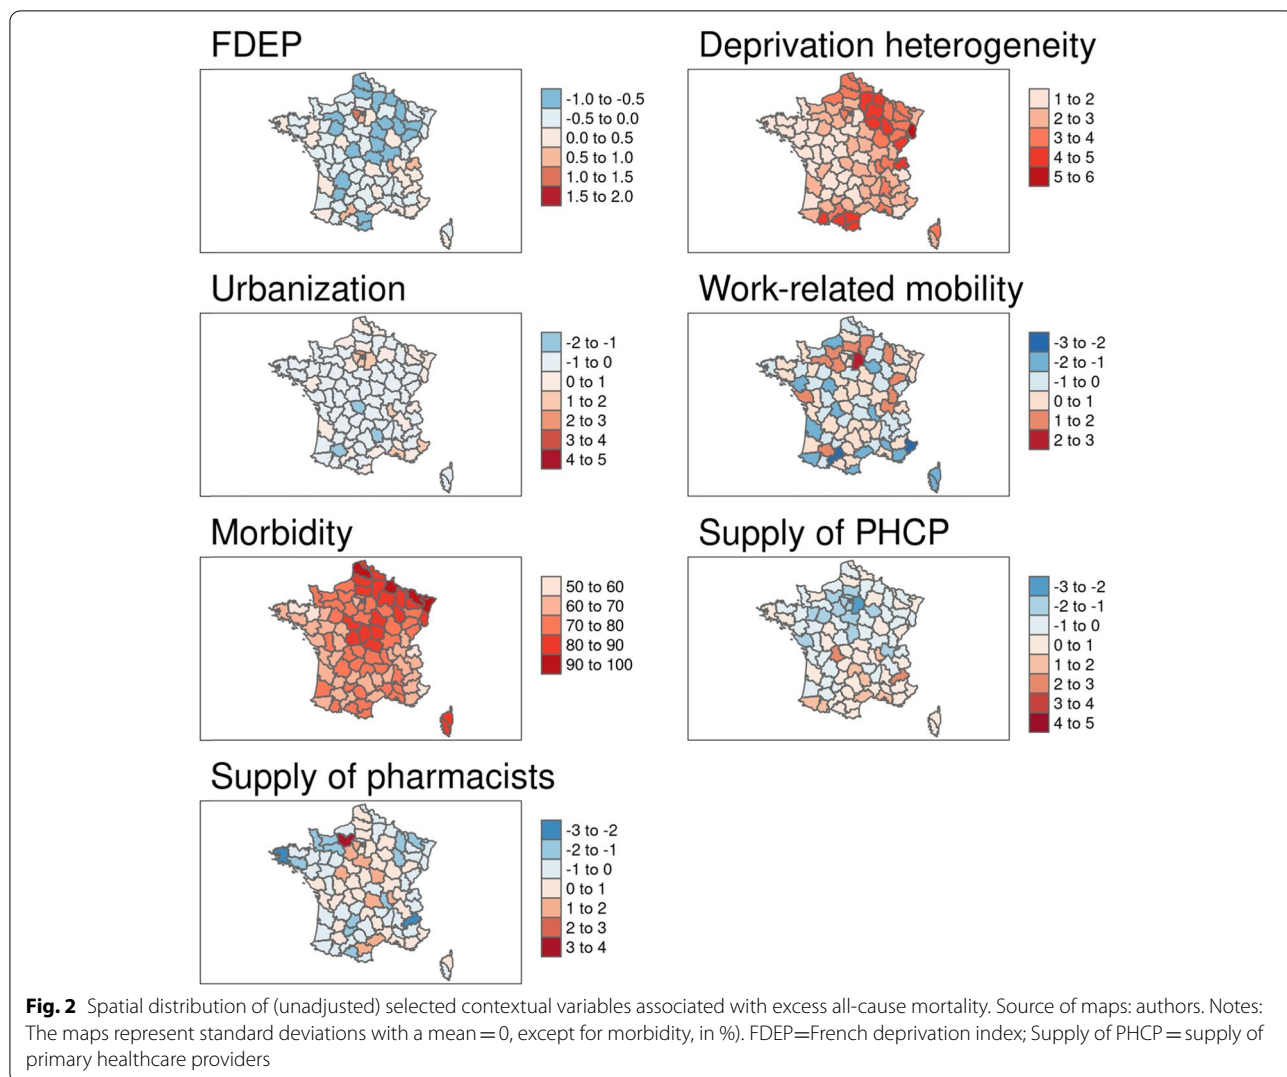 FDEP
-1.0 to -0.5
-0.5 to 0.0
0.0 to 0.5
0.5 to 1.0
1.0 to 1.5
1.5 to 2.0
Deprivation heterogeneity
1 to 2
2 to 3
3 to 4
4 to 5
5 to 6
Urbanization
-2 to -1
-1 to 0
0 to 1
1 to 2
2 to 3
3 to 4
4 to 5
Work-related mobility
-3 to -2
-2 to -1
-1 to 0
0 to 1
1 to 2
2 to 3
Morbidity
50 to 60
60 to 70
70 to 80
80 to 90
90 to 100
Supply of PHCP
-3 to -2
-2 to -1
-1 to 0
0 to 1
1 to 2
2 to 3
3 to 4
4 to 5
Supply of pharmacists
-3 to -2
-2 to -1
-1 to 0
0 to 1
1 to 2
2 to 3
3 to 4
Fig. 2 Spatial distribution of (unadjusted) selected contextual variables associated with excess all-cause mortality. Source of maps: authors. Notes:
The maps represent standard deviations with a mean = 0, except for morbidity, in %). FDEP=French deprivation index; Supply of PHCP = supply of
primary healthcare providers